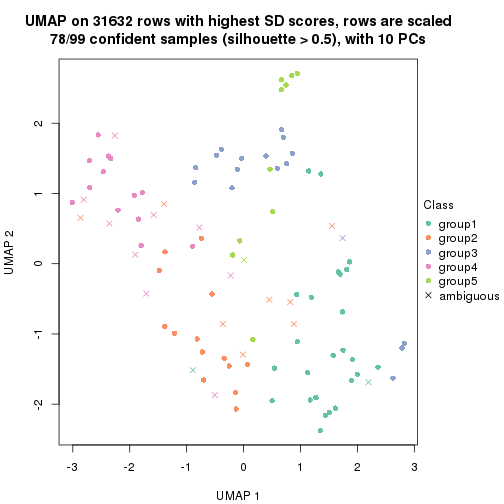 UMAP on 31632 rows with highest SD scores, rows are scaled
78/99 confident samples (silhouette > 0.5), with 10 PCs
UMAP 2
2
1
0
-1
-2
-3
-2
-1
0
1
2
3
UMAP 1
Class
group1
group2
group3
group4
group5
ambiguous